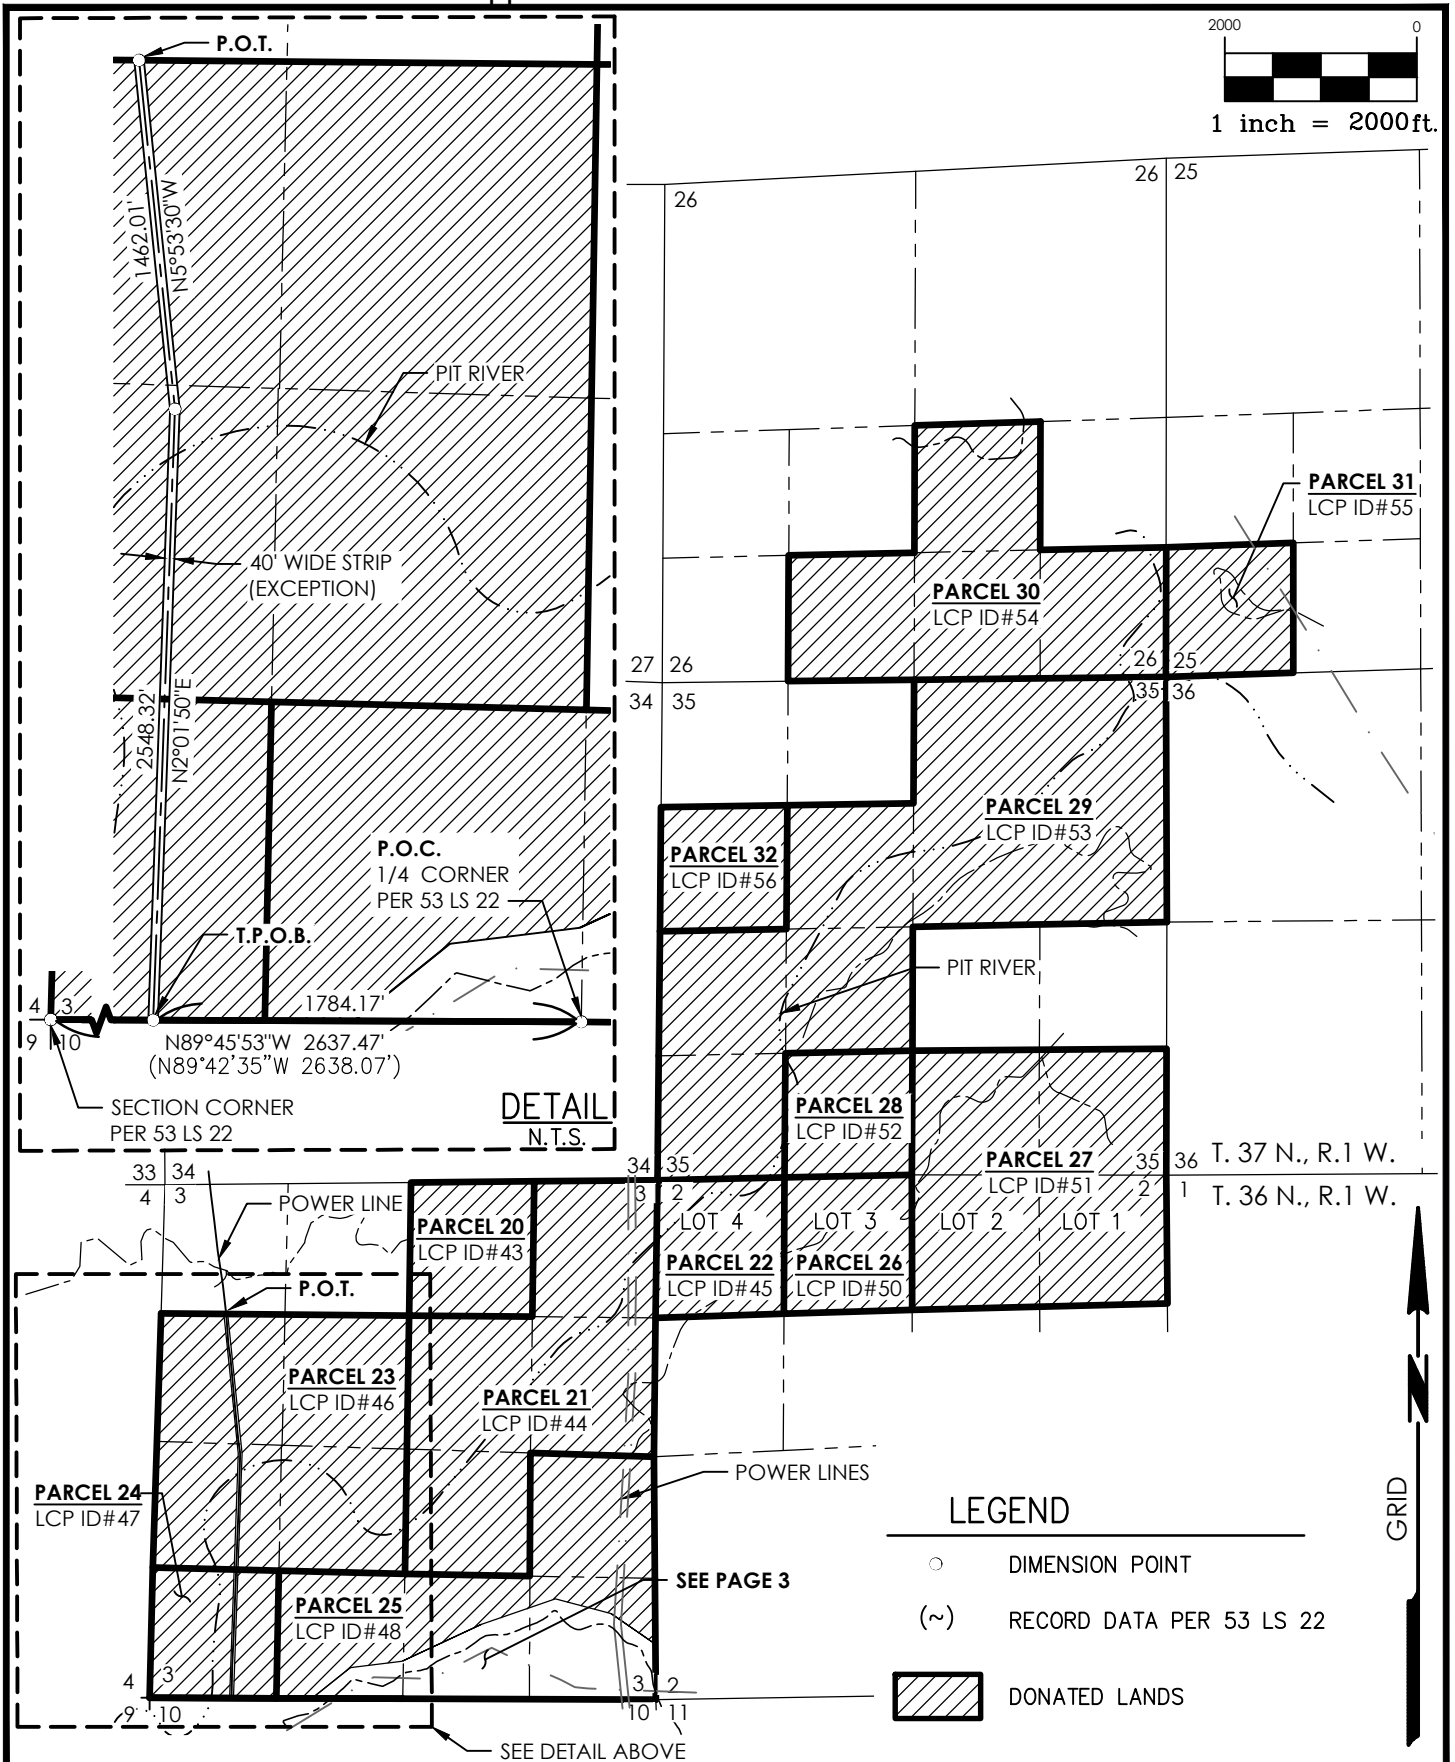 P.O.T.
1462.01'
N5°53'30"W
PIT RIVER
40' WIDE STRIP
(EXCEPTION)
2548.32'
N2°01'50"E
P.O.C.
1/4 CORNER
PER 53 LS 22
T.P.O.B.
1784.17'
4 3
9 10
N89°45'53"W 2637.47'
(N89°42'35"W 2638.07')
SECTION CORNER
PER 53 LS 22
DETAIL
N.T.S.
2000 0
1 inch = 2000ft.
26
26 25
PARCEL 31
LCP ID#55
PARCEL 30
LCP ID#54
27 26
26 25
34 35
35 36
PARCEL 29
LCP ID#53
PARCEL 32
LCP ID#56
PIT RIVER
PARCEL 28
LCP ID#52
PARCEL 27
LCP ID#51
35 36
2 1
T. 37 N., R.1 W.
T. 36 N., R.1 W.
33 34
4 3
34 35
3 2
POWER LINE
PARCEL 20
LCP ID#43
LOT 4
LOT 3
LOT 2
LOT 1
PARCEL 22
LCP ID#45
PARCEL 26
LCP ID#50
P.O.T.
PARCEL 23
LCP ID#46
PARCEL 21
LCP ID#44
POWER LINES
PARCEL 24
LCP ID#47
SEE PAGE 3
PARCEL 25
LCP ID#48
4 3
9 10
3 2
10 11
SEE DETAIL ABOVE
LEGEND
DIMENSION POINT
(~) RECORD DATA PER 53 LS 22
DONATED LANDS
N
GRID